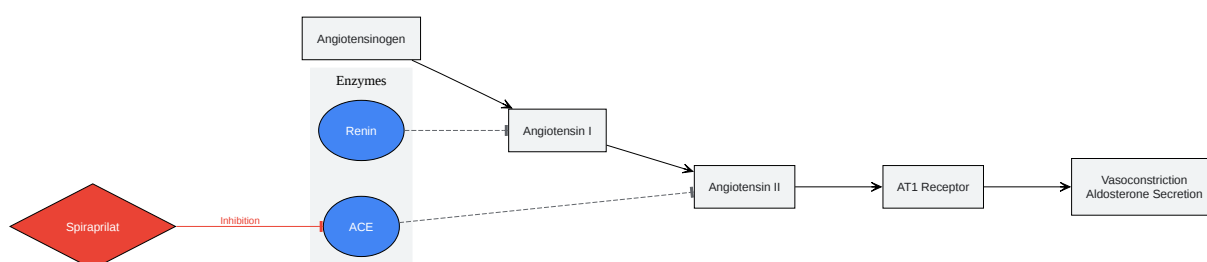 Angiotensinogen
Enzymes
Renin
Angiotensin I
Angiotensin II
AT1 Receptor
Vasoconstriction
Aldosterone Secretion
Spiraprilat
Inhibition
ACE